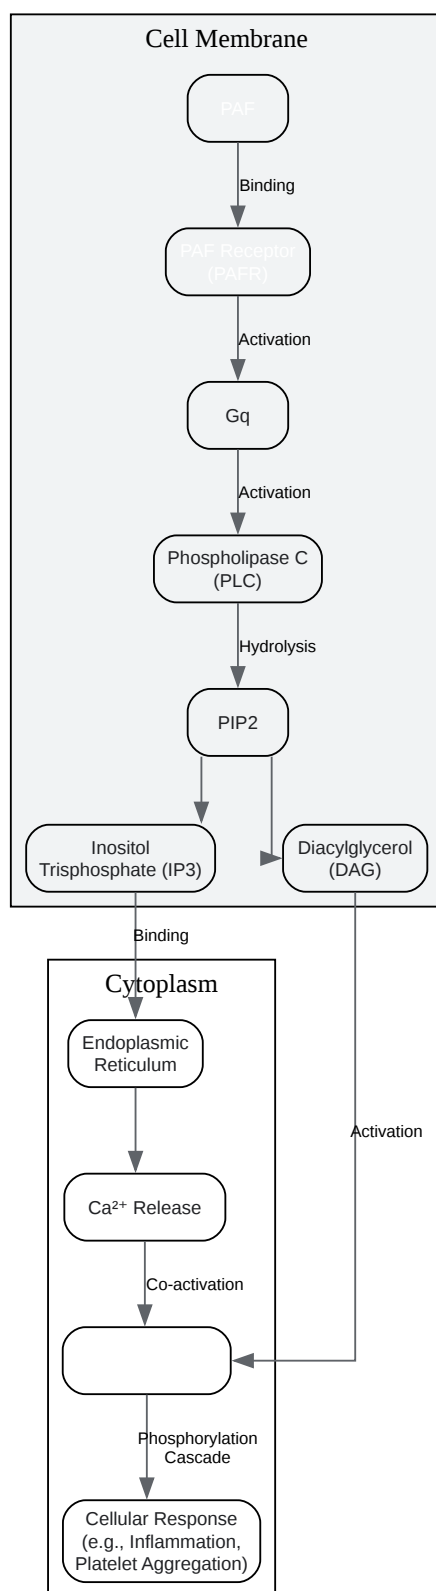 Cell Membrane
PAF
Binding
PAF Receptor
(PAFR)
Activation
Gq
Activation
Phospholipase C
(PLC)
Hydrolysis
PIP2
Inositol
Trisphosphate (IP3)
Diacylglycerol
(DAG)
Binding
Cytoplasm
Endoplasmic
Reticulum
Activation
Ca²⁺ Release
Co-activation
Phosphorylation
Cascade
Cellular Response
(e.g., Inflammation,
Platelet Aggregation)